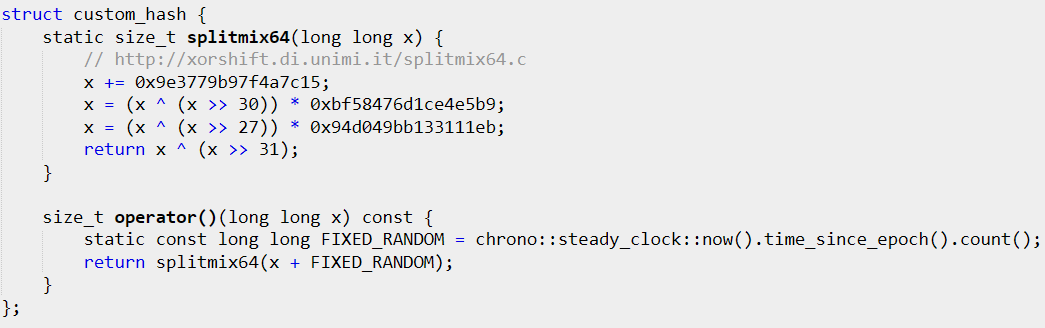 struct custom_hash {
    static size_t splitmix64(long long x) {
        // http://xorshift.di.unimi.it/splitmix64.c
        x += 0x9e3779b97f4a7c15;
        x = (x ^ (x >> 30)) * 0xbf58476d1ce4e5b9;
        x = (x ^ (x >> 27)) * 0x94d049bb133111eb;
        return x ^ (x >> 31);
    }

    size_t operator()(long long x) const {
        static const long long FIXED_RANDOM = chrono::steady_clock::now().time_since_epoch().count();
        return splitmix64(x + FIXED_RANDOM);
    }
};